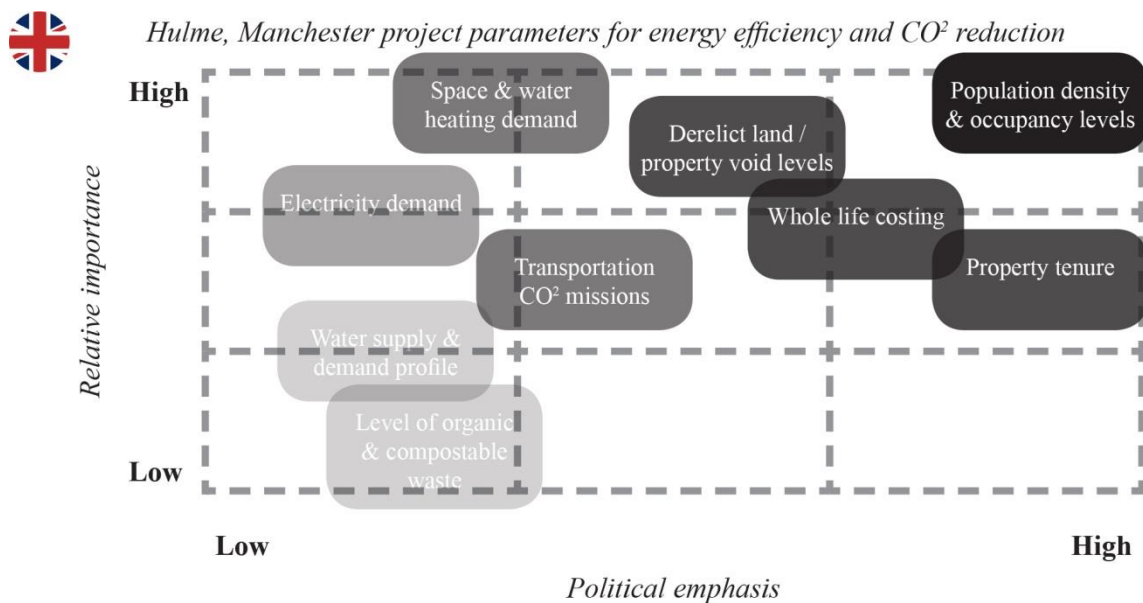 Hulme, Manchester project parameters for energy efficiency and CO² reduction
High
Space & water
heating demand
Population density
& occupancy levels
Derelict land /
property void levels
Electricity demand
Whole life costing
Relative importance
Transportation
CO² missions
Property tenure
Water supply &
demand profile
Level of organic
& compostable
waste
Low
Low
High
Political emphasis